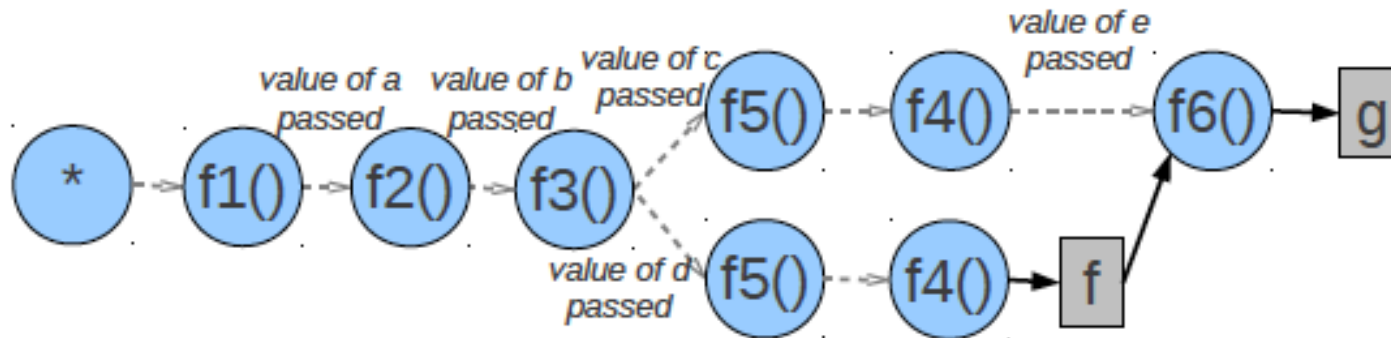 value of e
passed
value of c
passed
value of a
passed
value of b
passed
f5()
f4()
f6()
g
*
f1()
f2()
f3()
value of d
passed
f5()
f4()
f